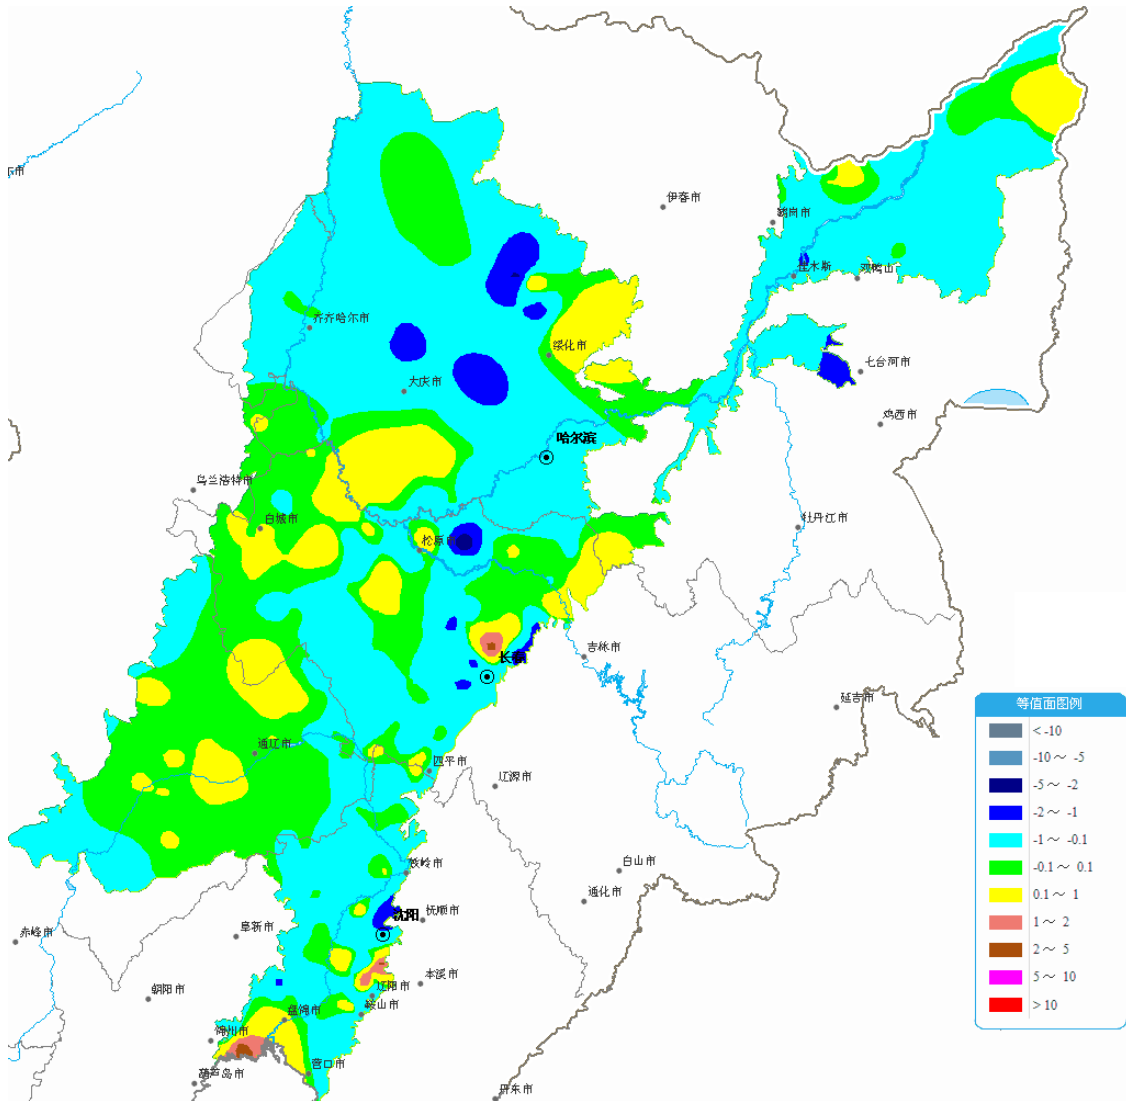 伊春市
鹤岗市
佳木斯
双鸭山市
齐齐哈尔市
绥化市
七台河市
大庆市
鸡西市
哈尔滨
乌兰浩特市
白城市
牡丹江市
松原市
吉林市
长春
延吉市
等值面图例
< -10
通辽市
-10～ -5
四平市
辽源市
-5～ -2
-2～ -1
-1～ -0.1
铁岭市
白山市
-0.1～ 0.1
通化市
0.1～ 1
沈阳
抚顺市
1～ 2
阜新市
赤峰市
2～ 5
本溪市
5～ 10
辽阳市
朝阳市
鞍山市
> 10
盘锦市
锦州市
营口市
葫芦岛市
丹东市